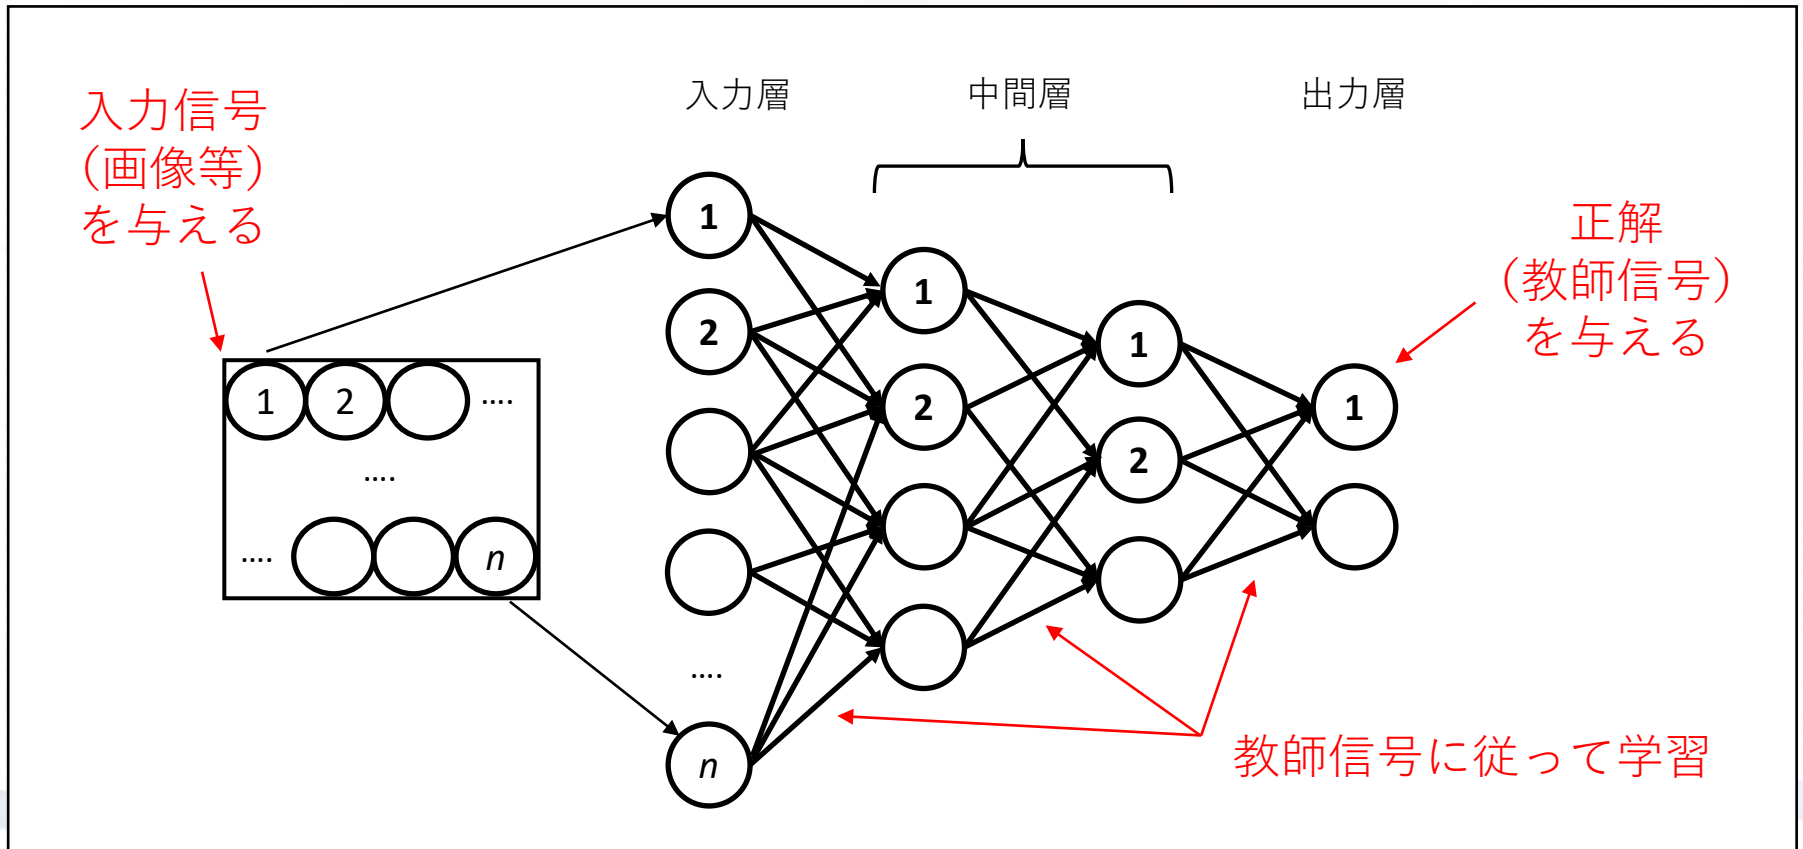 入力層
中間層
出力層
入力信号
（画像等）
を与える
正解
（教師信号）
を与える
1 2 ....
....
.... n
1
2
....
n
1
2
1
2
1
教師信号に従って学習